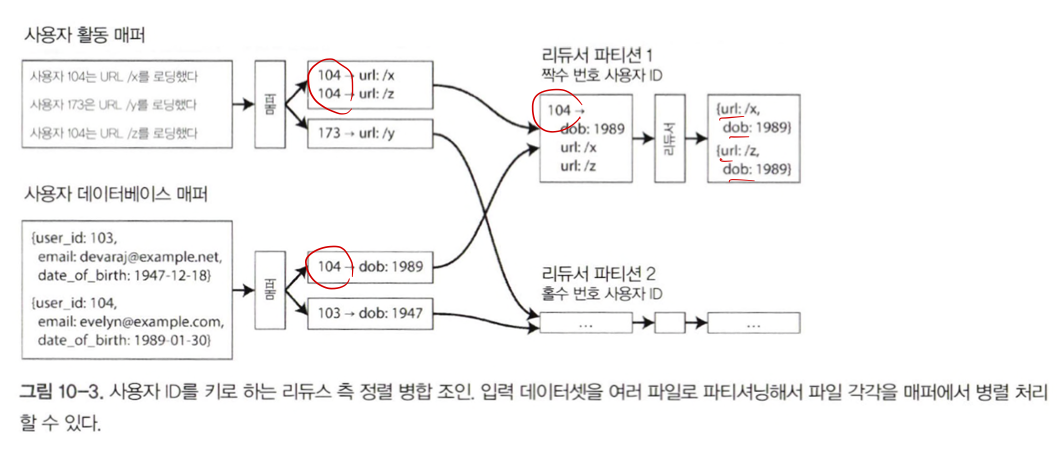 사용자 활동 매퍼
사용자 104는 URL /x를 로딩했다
사용자 173은 URL /y를 로딩했다
사용자 104는 URL /z를 로딩했다
매퍼
104 → url: /x
104 → url: /z
173 → url: /y
리듀서 파티션 1
짝수 번호 사용자 ID
104 →
dob: 1989
url: /x
url: /z
리듀서
{url: /x,
dob: 1989}
{url: /z,
dob: 1989}
사용자 데이터베이스 매퍼
{user_id: 103,
email: devaraj@example.net,
date_of_birth: 1947-12-18}
{user_id: 104,
email: evelyn@example.com,
date_of_birth: 1989-01-30}
매퍼
104 → dob: 1989
103 → dob: 1947
리듀서 파티션 2
홀수 번호 사용자 ID
...
...
그림 10-3. 사용자 ID를 키로 하는 리듀스 측 정렬 병합 조인. 입력 데이터셋을 여러 파일로 파티셔닝해서 파일 각각을 매퍼에서 병렬 처리
할 수 있다.